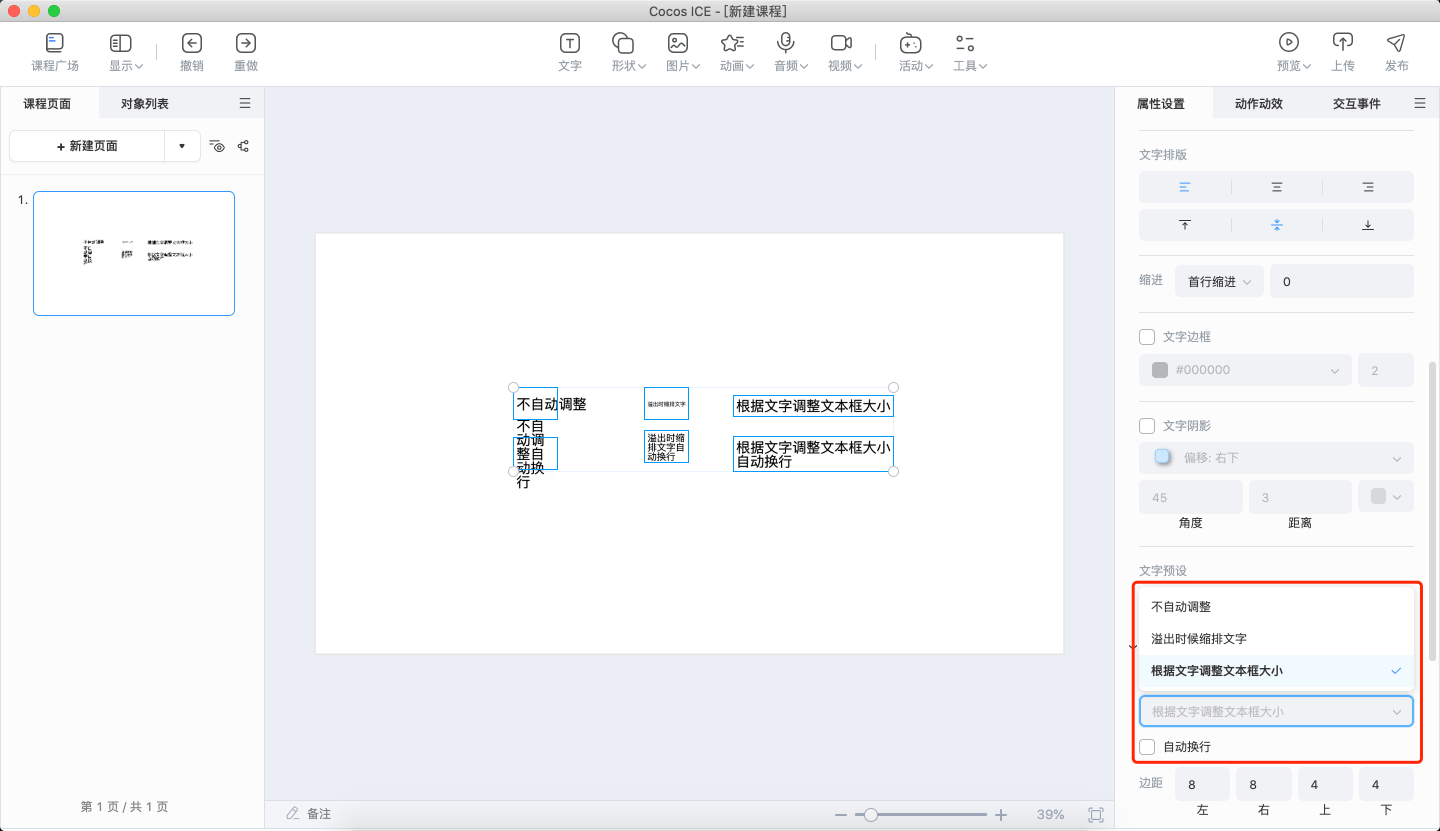 Cocos ICE - [新建课程]
课程广场 显示 撤销 重做 文字 形状 图片 动画 音频 视频 活动 工具 预览 上传 发布
课程页面 对象列表
+ 新建页面
1.
不自动调整
溢出时缩排文字
根据文字调整文本框大小
不自
动调
整自
动换
行
溢出时缩
排文字自
动换行
根据文字调整文本框大小
自动换行
第 1 页 / 共 1 页
备注
39%
属性设置 动作动效 交互事件
文字排版
缩进 首行缩进 0
文字边框
#000000 2
文字阴影
偏移: 右下
45 3
角度 距离
文字预设
不自动调整
溢出时候缩排文字
根据文字调整文本框大小
根据文字调整文本框大小
自动换行
边距 8 8 4 4
左 右 上 下